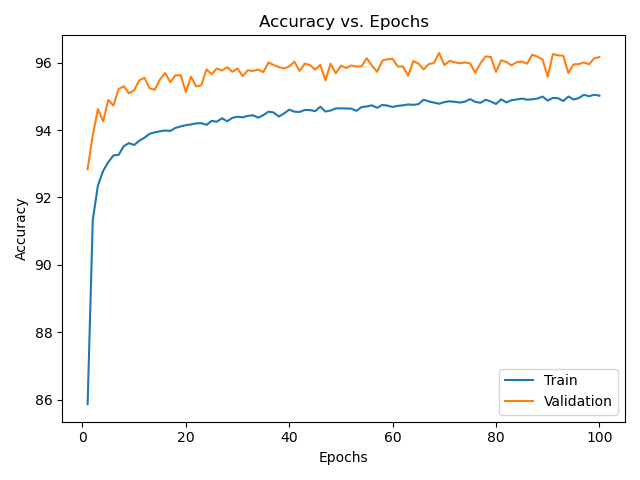 Accuracy vs. Epochs
Accuracy
96
94
92
90
88
86
0 20 40 60 80 100
Epochs
Train
Validation